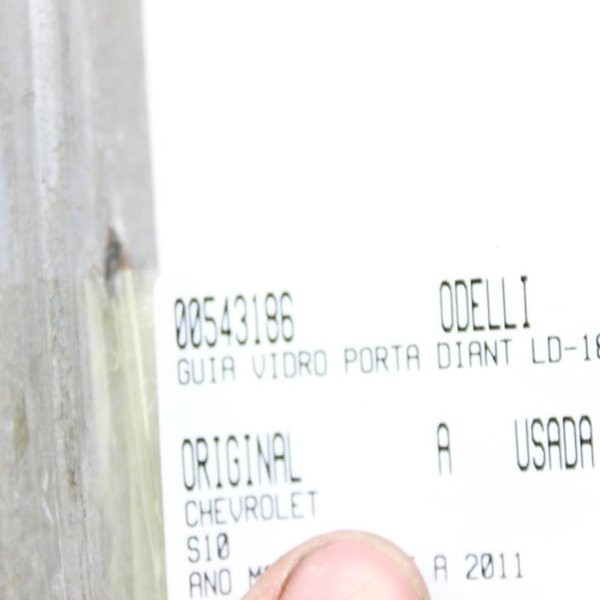 00543186 ODELLI
GUIA VIDRO PORTA DIANT LD-18
ORIGINAL A USADA
CHEVROLET
S10
ANO A 2011